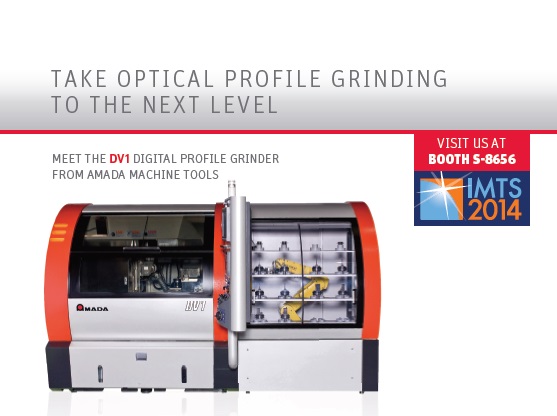 TAKE OPTICAL PROFILE GRINDING
TO THE NEXT LEVEL
MEET THE DV1 DIGITAL PROFILE GRINDER
FROM AMADA MACHINE TOOLS
VISIT US AT
BOOTH S-8656
IMTS
2014
AMADA
DV1